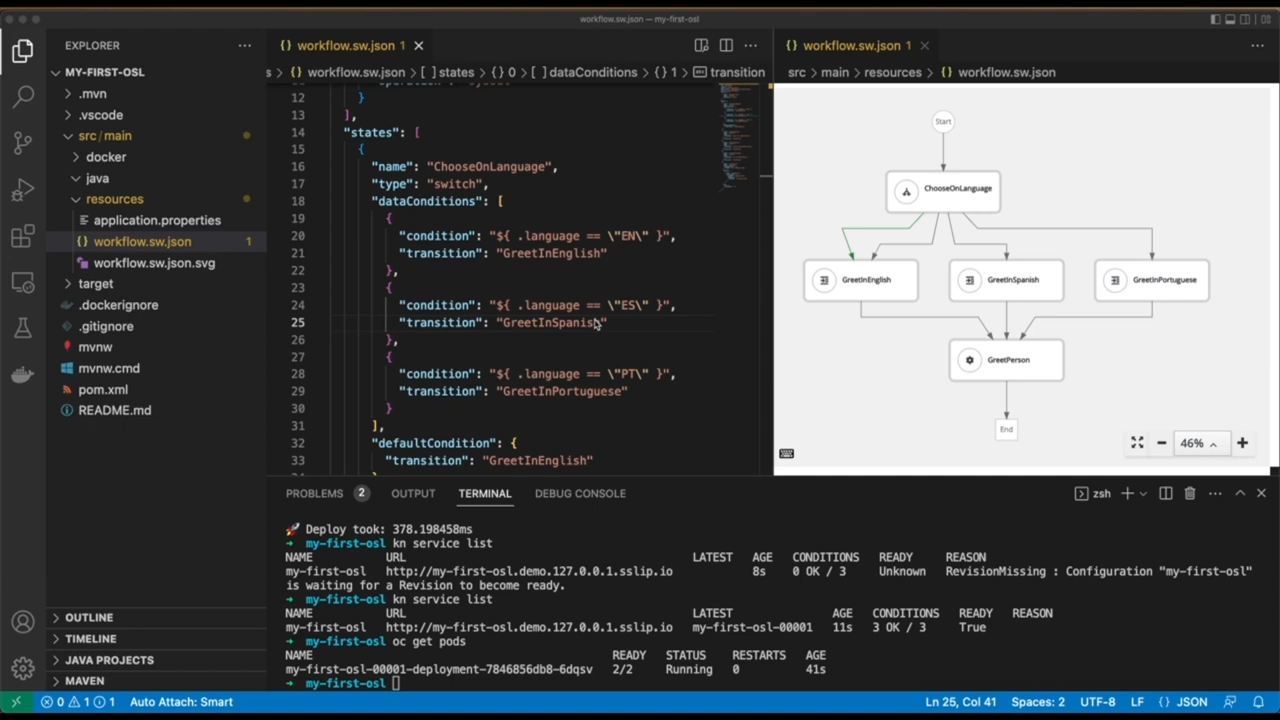 workflow.sw.json — my-first-osl
EXPLORER
MY-FIRST-OSL
.mvn
.vscode
src/main
docker
java
resources
application.properties
workflow.sw.json 1
workflow.sw.json.svg
target
.dockerignore
.gitignore
mvnw
mvnw.cmd
pom.xml
README.md
OUTLINE
TIMELINE
JAVA PROJECTS
MAVEN
workflow.sw.json 1
s > workflow.sw.json > [ ] states > {} 0 > [ ] dataConditions > {} 1 > transition
12 }
13 ],
14 "states": [
15 {
16 "name": "ChooseOnLanguage",
17 "type": "switch",
18 "dataConditions": [
19 {
20 "condition": "${ .language == \"EN\" }",
21 "transition": "GreetInEnglish"
22 },
23 {
24 "condition": "${ .language == \"ES\" }",
25 "transition": "GreetInSpanish"
26 },
27 {
28 "condition": "${ .language == \"PT\" }",
29 "transition": "GreetInPortuguese"
30 }
31 ],
32 "defaultCondition": {
33 "transition": "GreetInEnglish"
workflow.sw.json 1
src > main > resources > {} workflow.sw.json
Start
ChooseOnLanguage
GreetInEnglish GreetInSpanish GreetInPortuguese
GreetPerson
End
46%
PROBLEMS 2 OUTPUT TERMINAL DEBUG CONSOLE
zsh
Deploy took: 378.198458ms
→ my-first-osl kn service list
NAME URL LATEST AGE CONDITIONS READY REASON
my-first-osl http://my-first-osl.demo.127.0.0.1.sslip.io 8s 0 OK / 3 Unknown RevisionMissing : Configuration "my-first-osl"
is waiting for a Revision to become ready.
→ my-first-osl kn service list
NAME URL LATEST AGE CONDITIONS READY REASON
my-first-osl http://my-first-osl.demo.127.0.0.1.sslip.io my-first-osl-00001 11s 3 OK / 3 True
→ my-first-osl oc get pods
NAME READY STATUS RESTARTS AGE
my-first-osl-00001-deployment-7846856db8-6dqsv 2/2 Running 0 41s
→ my-first-osl
0 1 1 Auto Attach: Smart
Ln 25, Col 41 Spaces: 2 UTF-8 LF {} JSON